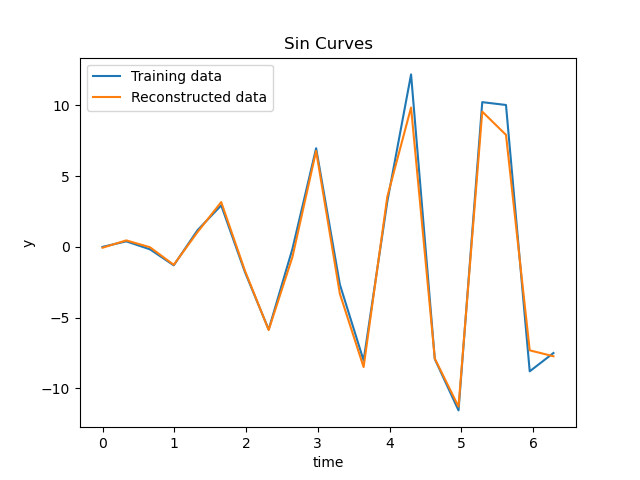 Sin Curves
Training data
Reconstructed data
10
5
0
−5
−10
y
0 1 2 3 4 5 6
time